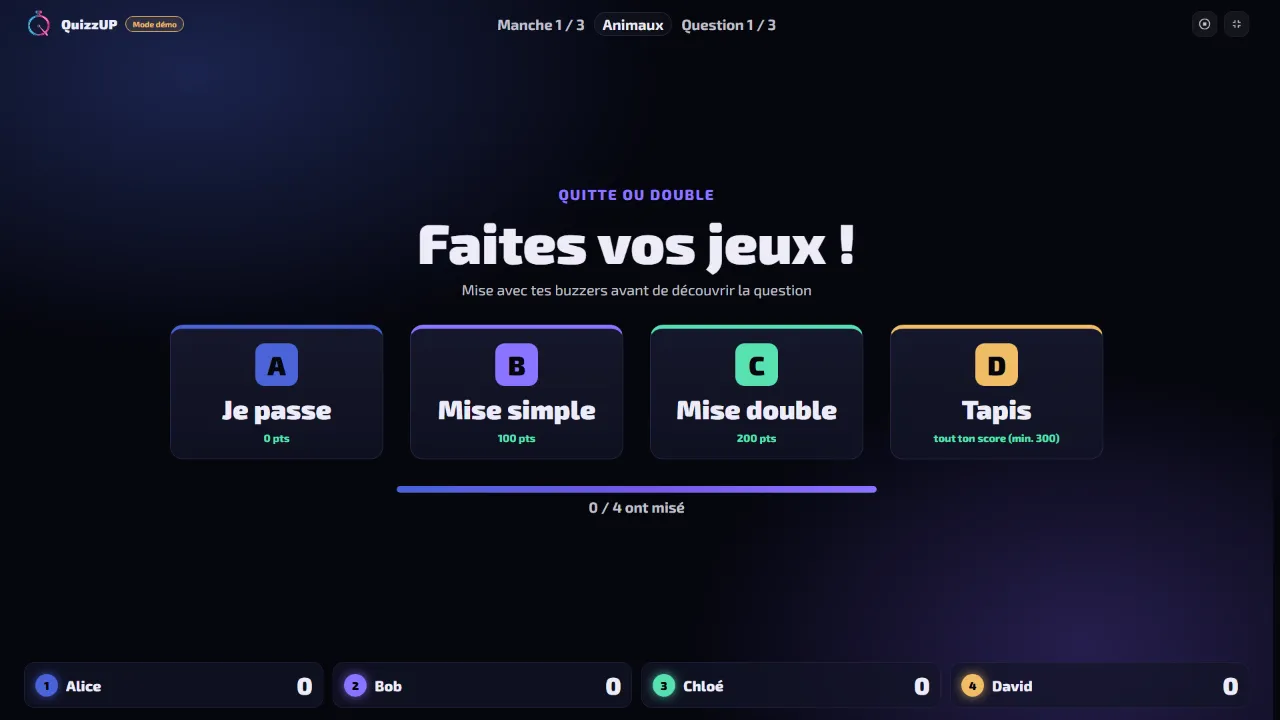 QuizzUP Mode démo Manche 1 / 3 Animaux Question 1 / 3
QUITTE OU DOUBLE
Faites vos jeux !
Mise avec tes buzzers avant de découvrir la question
A B C D
Je passe Mise simple Mise double Tapis
0 pts 100 pts 200 pts tout ton score (min. 300)
0 / 4 ont misé
1 Alice 0 2 Bob 0 3 Chloé 0 4 David 0